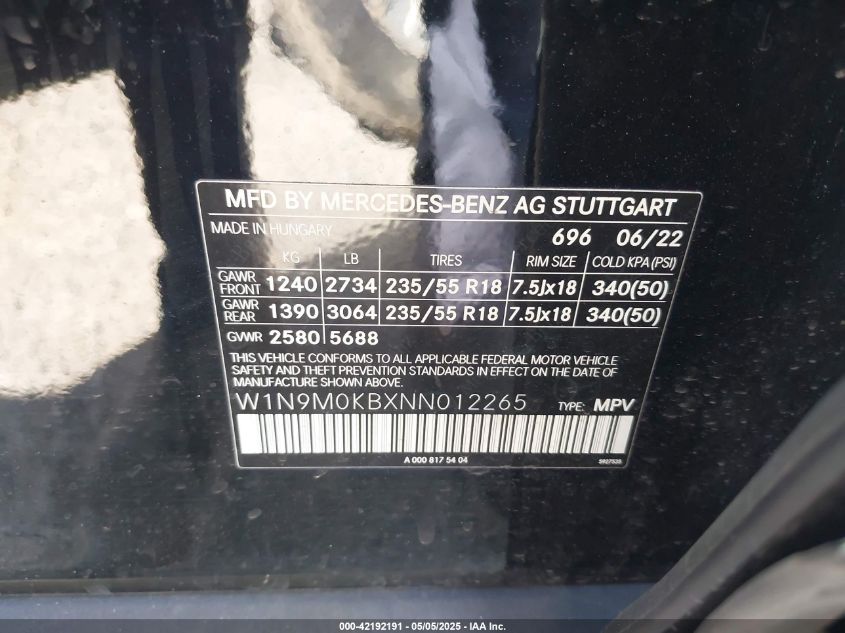 MFD BY MERCEDES-BENZ AG STUTTGART
MADE IN HUNGARY 696 06/22
KG LB TIRES RIM SIZE COLD KPA (PSI)
GAWR FRONT 1240 2734 235/55 R18 7.5Jx18 340(50)
GAWR REAR 1390 3064 235/55 R18 7.5Jx18 340(50)
GVWR 2580 5688
THIS VEHICLE CONFORMS TO ALL APPLICABLE FEDERAL MOTOR VEHICLE
SAFETY AND THEFT PREVENTION STANDARDS IN EFFECT ON THE DATE OF
MANUFACTURE SHOWN ABOVE.
W1N9M0KBXNN012265 TYPE: MPV
A 000 817 54 04
000-42192191 - 05/05/2025 - IAA Inc.